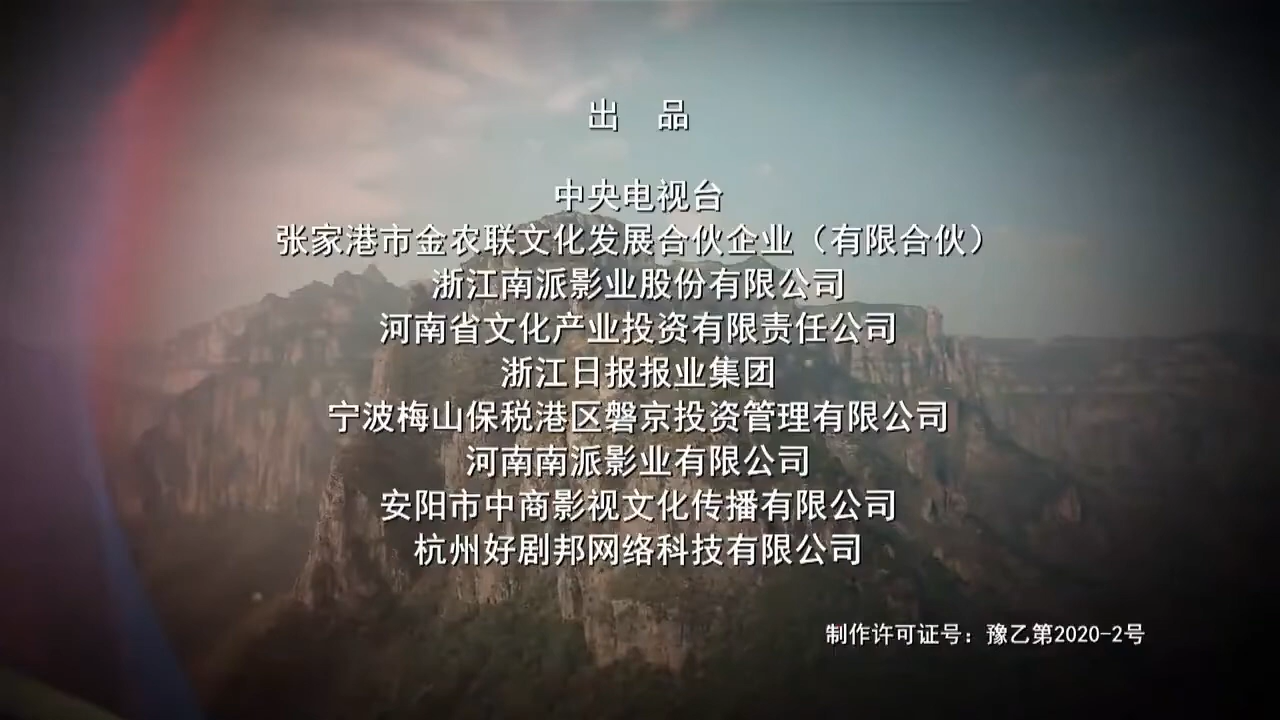 出 品
中央电视台
张家港市金农联文化发展合伙企业（有限合伙）
浙江南派影业股份有限公司
河南省文化产业投资有限责任公司
浙江日报报业集团
宁波梅山保税港区磐京投资管理有限公司
河南南派影业有限公司
安阳市中商影视文化传播有限公司
杭州好剧邦网络科技有限公司
制作许可证号：豫乙第2020-2号